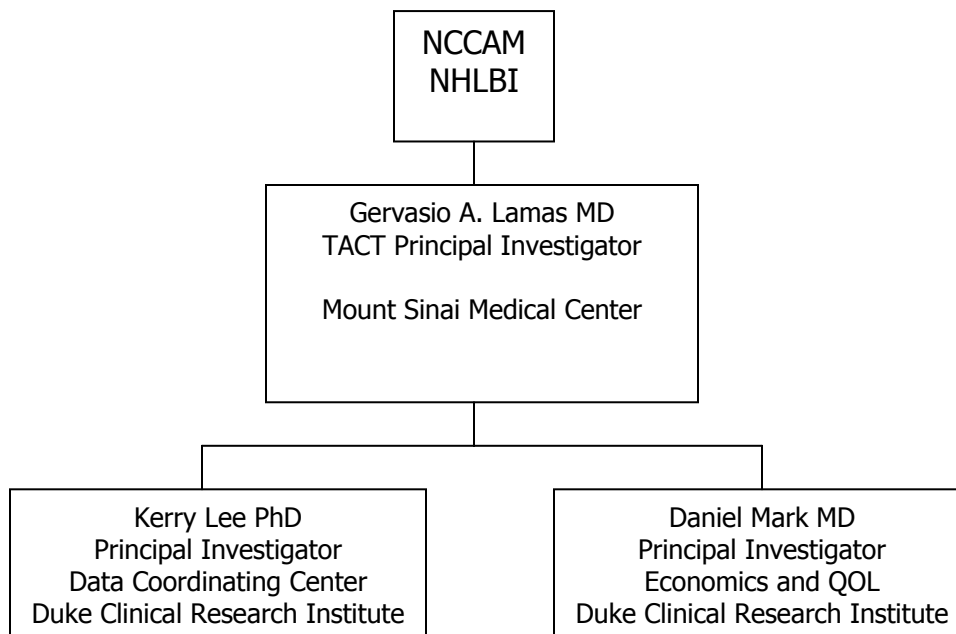 NCCAM
NHLBI
Gervasio A. Lamas MD
TACT Principal Investigator
Mount Sinai Medical Center
Kerry Lee PhD
Principal Investigator
Data Coordinating Center
Duke Clinical Research Institute
Daniel Mark MD
Principal Investigator
Economics and QOL
Duke Clinical Research Institute